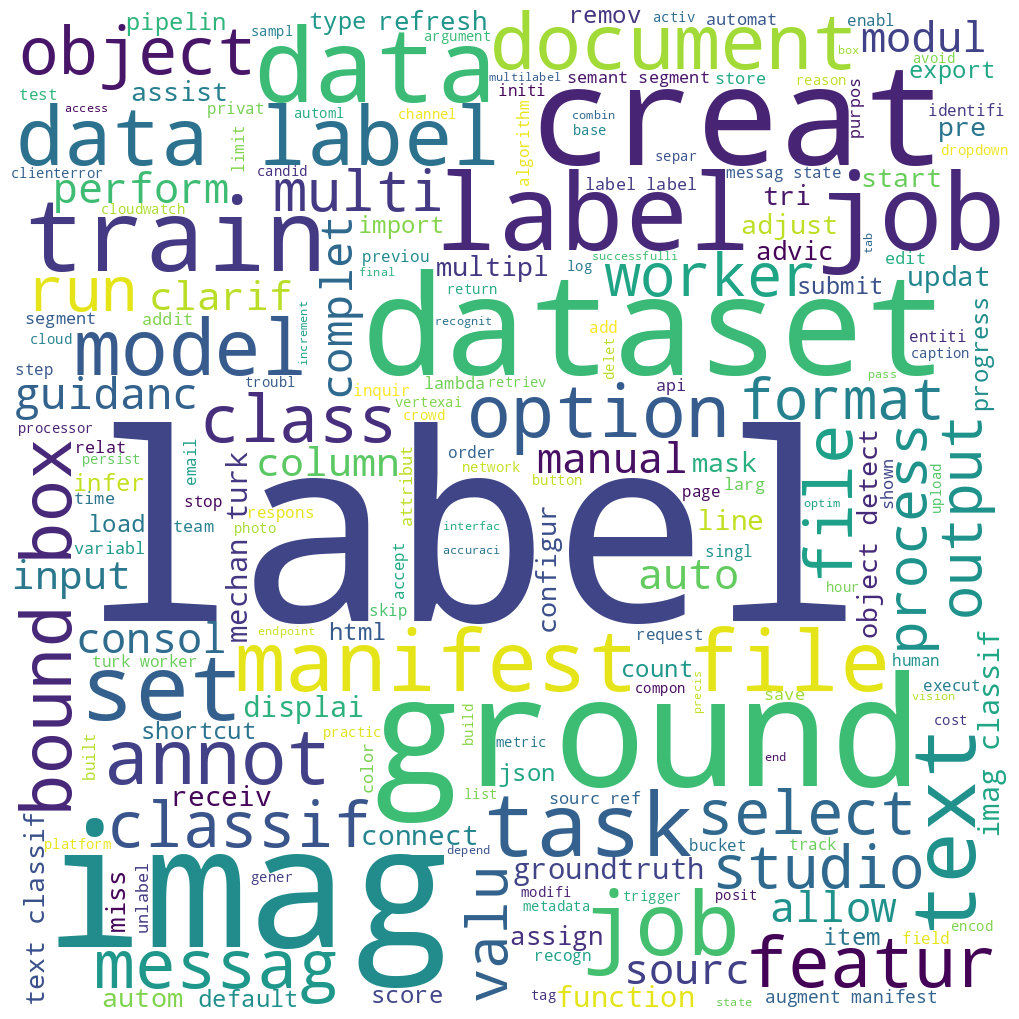 pipelin
sampl
type
refresh
argument
remov
activ
automat
enabl
modul
object
data
document
box
avoid
export
test
access
assist
privat
automl
channel
multilabel
initi
semant segment
store
reason
purpos
identifi
creat
combin
base
algorithm
limit
data label
clienterror
candid
separ
pre
dropdown
perform
cloudwatch
multi
label label
messag state
tri
start
train
label
job
import
adjust
tab
edit
previou
final
complet
multipl
log
successfulli
worker
advic
submit
updat
run
clarif
return
dataset
segment
addit
increment
recognit
add
delet
entiti
caption
progress
cloud
model
step
troubl
inquir
lambda
retriev
api
pass
guidanc
vertexai
crowd
class
option
format
processor
relat
persist
email
order
network
button
manual
mask
page
larg
column
attribut
infer
time
stop
respons
photo
label
interfac
accuraci
line
singl
file
optim
object detect
shown
process
upload
output
load
variabl
team
mechan turk
accept
configur
auto
hour
input
skip
bound box
consol
endpoint
html
request
human
turk worker
manifest file
count
compon
precis
save
execut
vision
set
displai
imag classif
shortcut
practic
build
metric
cost
built
annot
color
json
ground
end
receiv
list
sourc ref
text
classif
connect
depend
task
bucket
select
track
text classif
platform
imag
gener
groundtruth
studio
miss
unlabel
valu
modifi
metadata
trigger
posit
allow
encod
assign
recogn
job
item
field
messag
sourc
featur
autom
default
score
tag
function
state
augment manifest